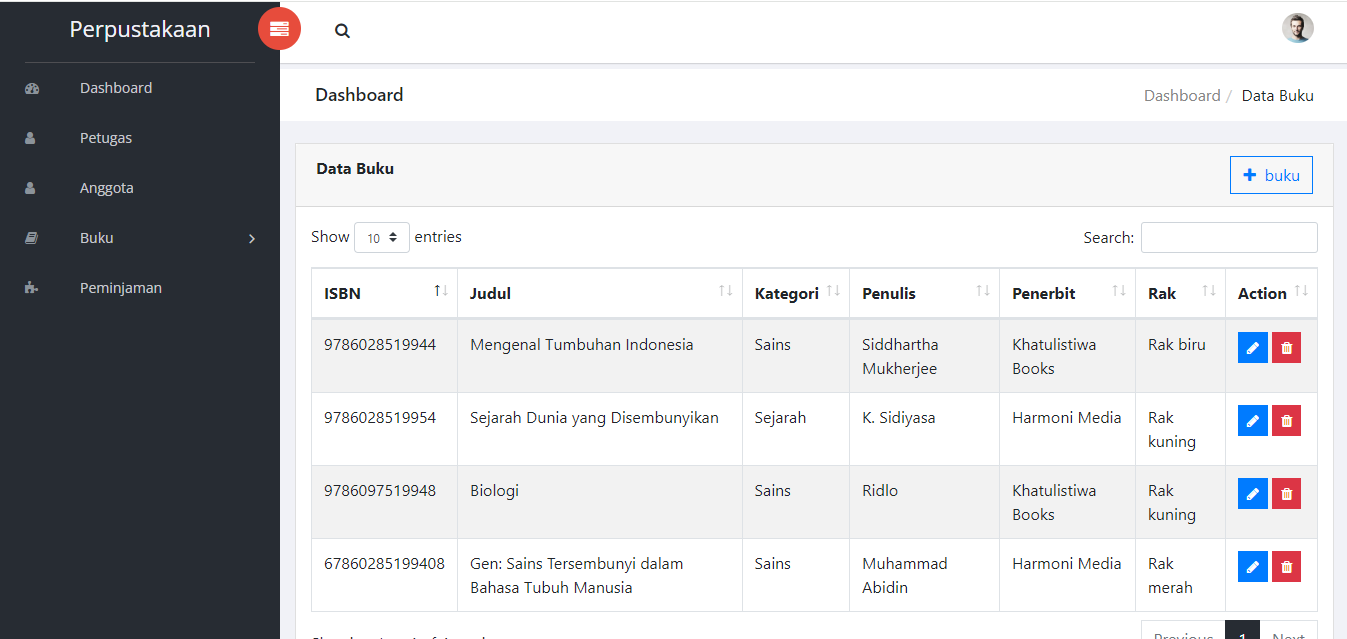 Perpustakaan
Dashboard
Petugas
Anggota
Buku
Peminjaman
Dashboard
Dashboard / Data Buku
Data Buku
buku
Show 10 entries
Search:
ISBN Judul Kategori Penulis Penerbit Rak Action
9786028519944 Mengenal Tumbuhan Indonesia Sains Siddhartha Khatulistiwa Rak biru
Mukherjee Books
9786028519954 Sejarah Dunia yang Disembunyikan Sejarah K. Sidiyasa Harmoni Media Rak
kuning
9786097519948 Biologi Sains Ridlo Khatulistiwa Rak
Books kuning
67860285199408 Gen: Sains Tersembunyi dalam Sains Muhammad Harmoni Media Rak
Bahasa Tubuh Manusia Abidin merah
Previous 1 Next